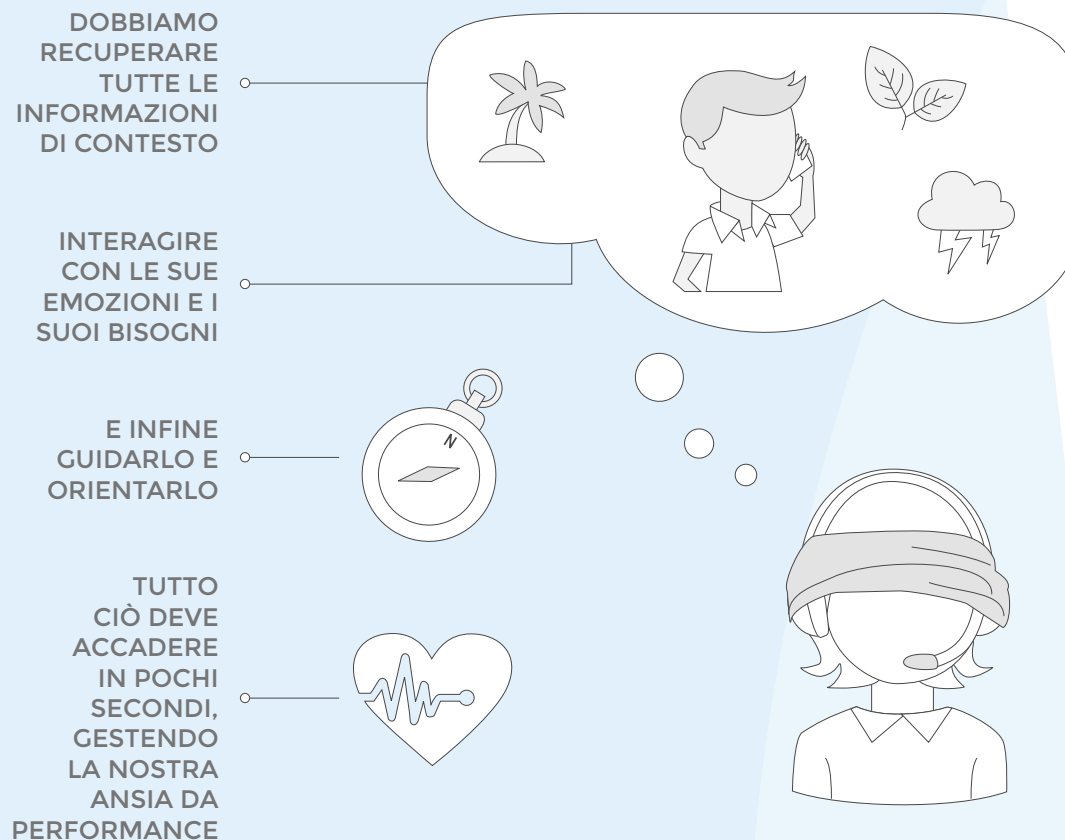 DOBBIAMO
RECUPERARE
TUTTE LE
INFORMAZIONI
DI CONTESTO
INTERAGIRE
CON LE SUE
EMOZIONI E I
SUOI BISOGNI
E INFINE
GUIDARLO E
ORIENTARLO
N
TUTTO
CIÒ DEVE
ACCADERE
IN POCHI
SECONDI,
GESTENDO
LA NOSTRA
ANSIA DA
PERFORMANCE